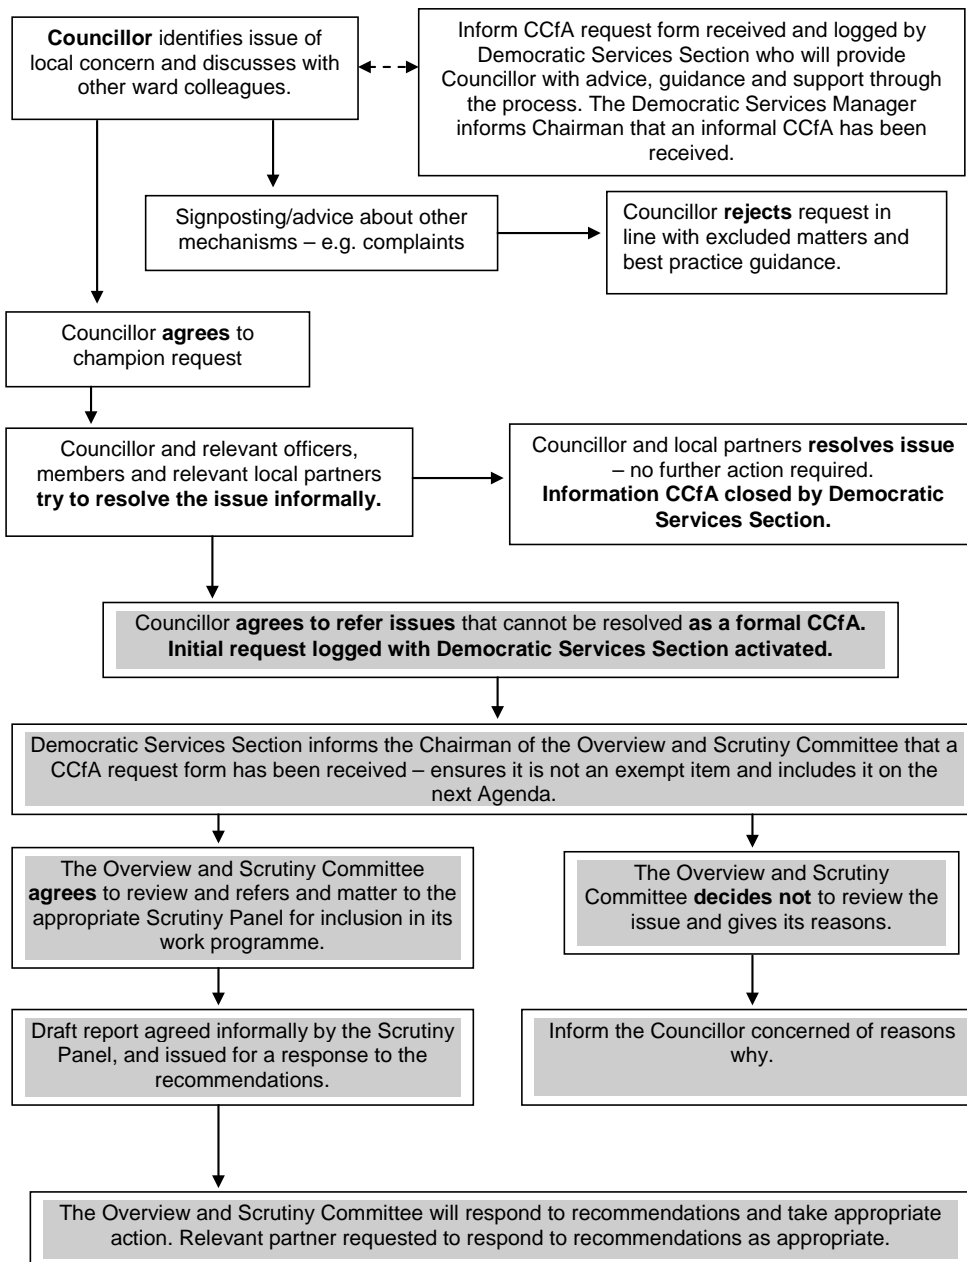 Councillor identifies issue of
local concern and discusses with
other ward colleagues.
Inform CCfA request form received and logged by
Democratic Services Section who will provide
Councillor with advice, guidance and support through
the process. The Democratic Services Manager
informs Chairman that an informal CCfA has been
received.
Signposting/advice about other
mechanisms – e.g. complaints
Councillor rejects request in
line with excluded matters and
best practice guidance.
Councillor agrees to
champion request
Councillor and relevant officers,
members and relevant local partners
try to resolve the issue informally.
Councillor and local partners resolves issue
– no further action required.
Information CCfA closed by Democratic
Services Section.
Councillor agrees to refer issues that cannot be resolved as a formal CCfA.
Initial request logged with Democratic Services Section activated.
Democratic Services Section informs the Chairman of the Overview and Scrutiny Committee that a
CCfA request form has been received – ensures it is not an exempt item and includes it on the
next Agenda.
The Overview and Scrutiny Committee
agrees to review and refers and matter to the
appropriate Scrutiny Panel for inclusion in its
work programme.
The Overview and Scrutiny
Committee decides not to review the
issue and gives its reasons.
Draft report agreed informally by the Scrutiny
Panel, and issued for a response to the
recommendations.
Inform the Councillor concerned of reasons
why.
The Overview and Scrutiny Committee will respond to recommendations and take appropriate
action. Relevant partner requested to respond to recommendations as appropriate.